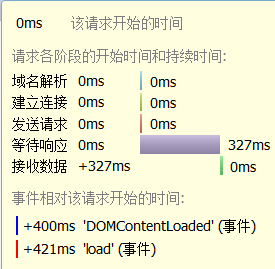 0ms 该请求开始的时间
请求各阶段的开始时间和持续时间:
域名解析 0ms 0ms
建立连接 0ms 0ms
发送请求 0ms 0ms
等待响应 0ms 327ms
接收数据 +327ms 0ms
事件相对该请求开始的时间:
+400ms 'DOMContentLoaded' (事件)
+421ms 'load' (事件)